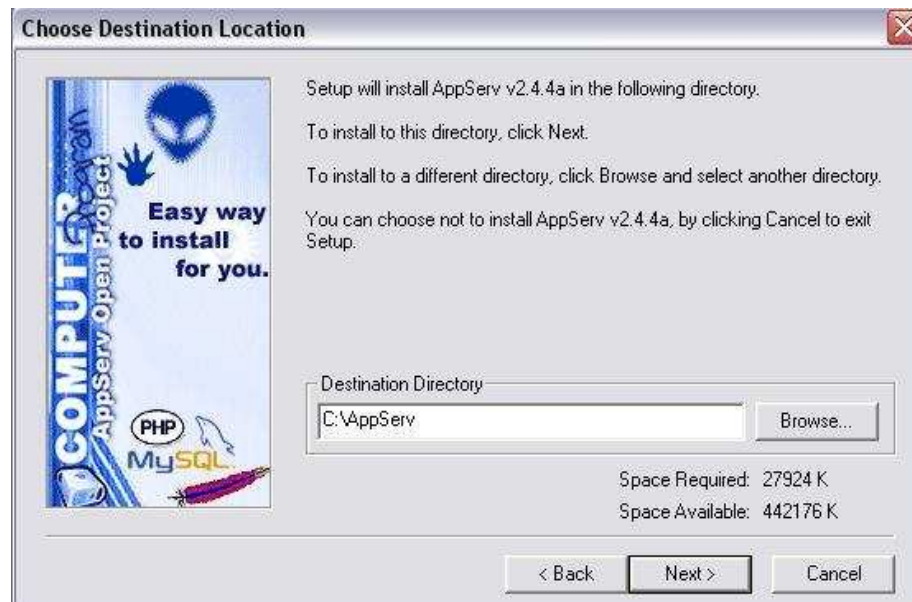 Choose Destination Location
COMPUTER
Program
AppServ Open Project
Easy way
to install
for you.
PHP
MySQL
Setup will install AppServ v2.4.4a in the following directory.
To install to this directory, click Next.
To install to a different directory, click Browse and select another directory.
You can choose not to install AppServ v2.4.4a, by clicking Cancel to exit
Setup.
Destination Directory
C:\AppServ
Browse...
Space Required: 27924 K
Space Available: 442176 K
< Back
Next >
Cancel